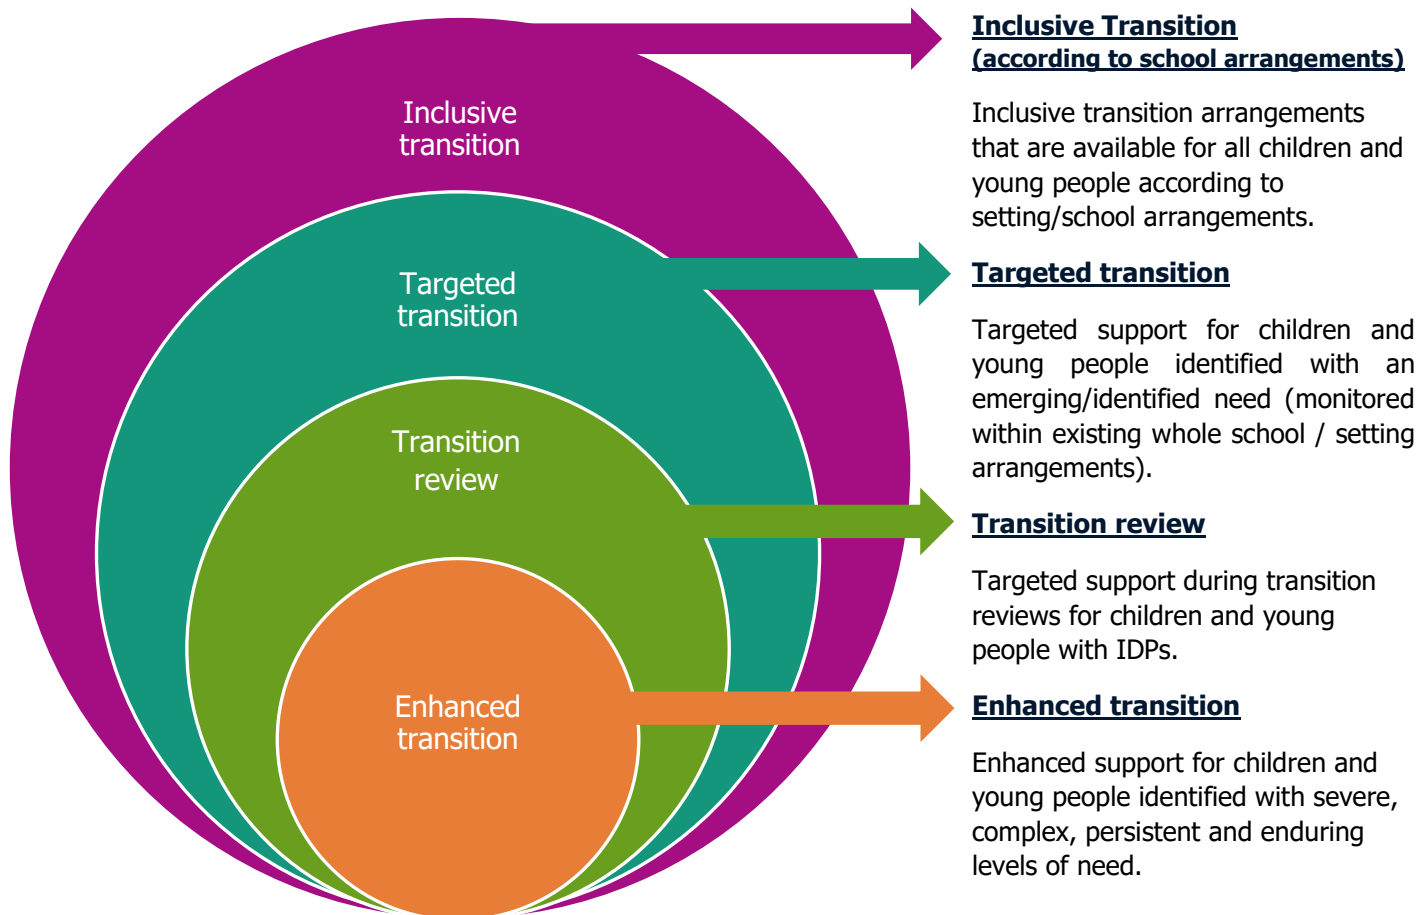 Inclusive
transition
Targeted
transition
Transition
review
Enhanced
transition
Inclusive Transition
(according to school arrangements)
Inclusive transition arrangements
that are available for all children and
young people according to
setting/school arrangements.
Targeted transition
Targeted support for children and
young people identified with an
emerging/identified need (monitored
within existing whole school / setting
arrangements).
Transition review
Targeted support during transition
reviews for children and young
people with IDPs.
Enhanced transition
Enhanced support for children and
young people identified with severe,
complex, persistent and enduring
levels of need.